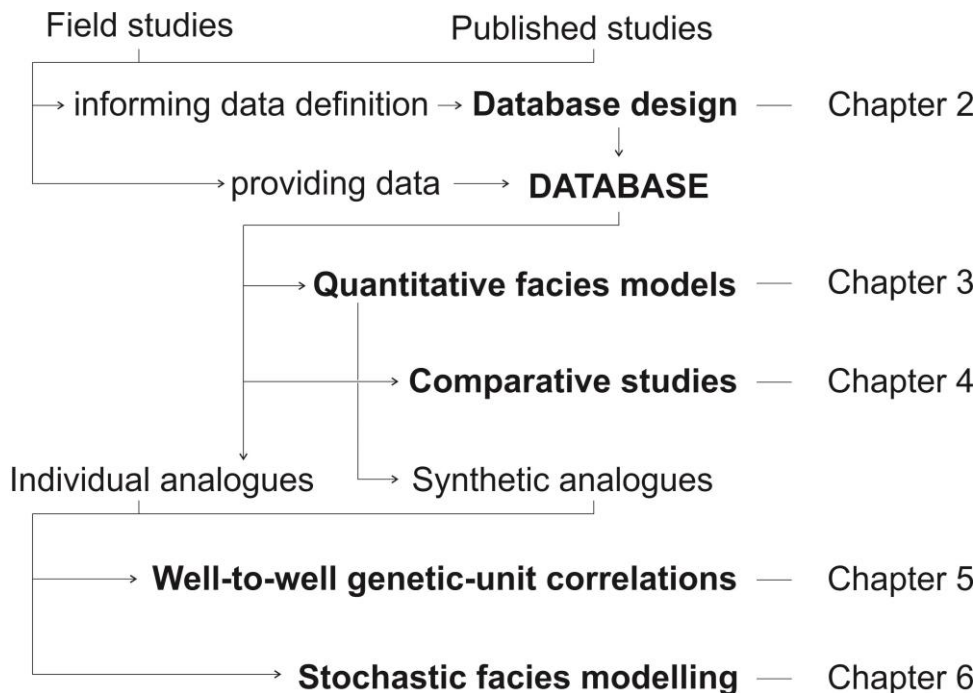 Field studies Published studies
informing data definition Database design Chapter 2
providing data DATABASE
Quantitative facies models Chapter 3
Comparative studies Chapter 4
Individual analogues Synthetic analogues
Well-to-well genetic-unit correlations Chapter 5
Stochastic facies modelling Chapter 6